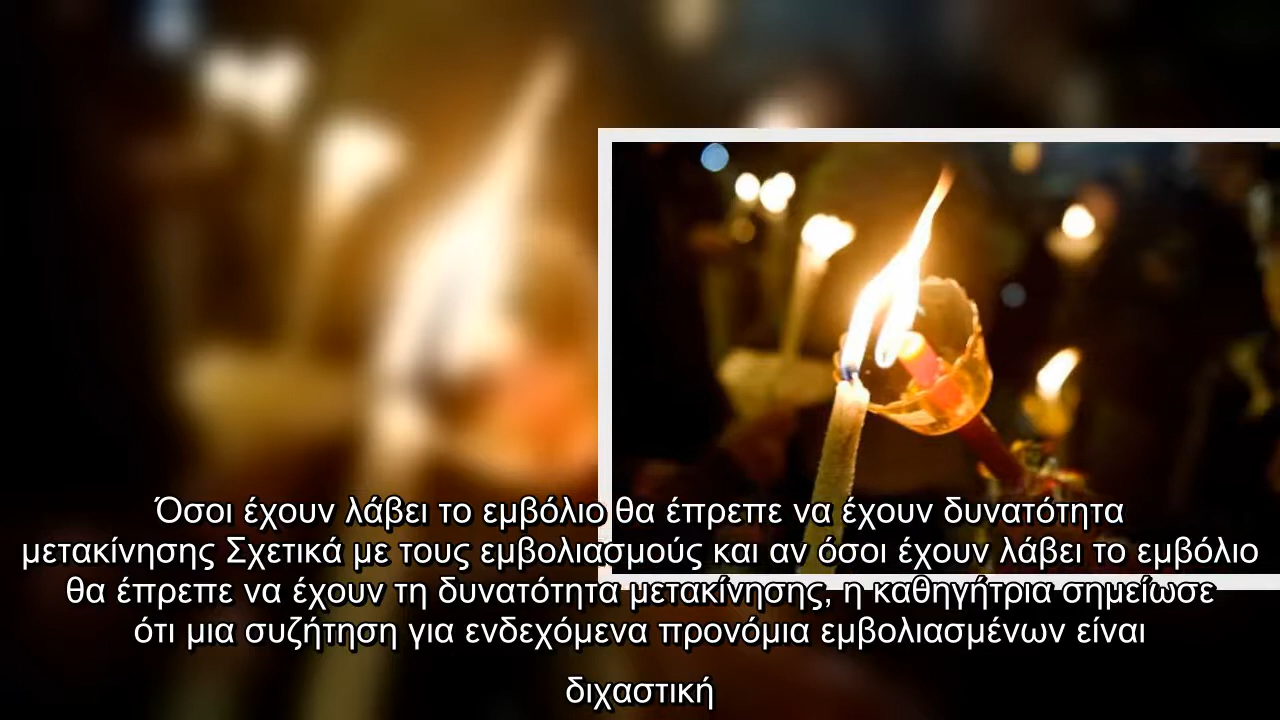 Όσοι έχουν λάβει το εμβόλιο θα έπρεπε να έχουν δυνατότητα
μετακίνησης Σχετικά με τους εμβολιασμούς και αν όσοι έχουν λάβει το εμβόλιο
θα έπρεπε να έχουν τη δυνατότητα μετακίνησης, η καθηγήτρια σημείωσε
ότι μια συζήτηση για ενδεχόμενα προνόμια εμβολιασμένων είναι
διχαστική